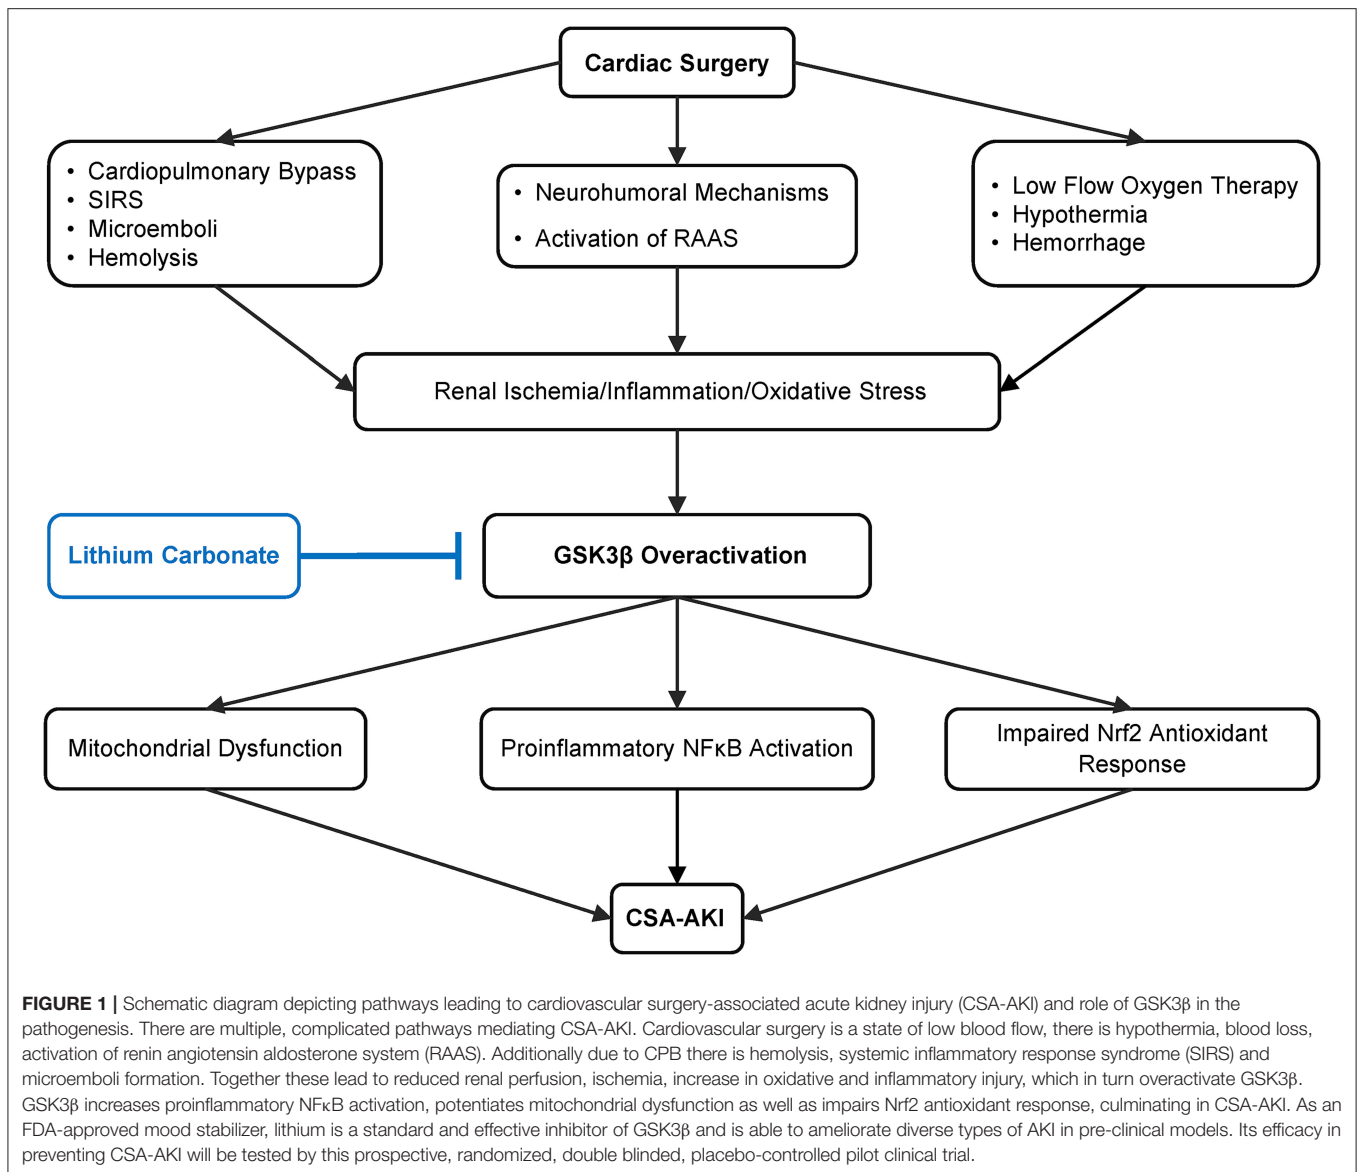 Cardiac Surgery
• Cardiopulmonary Bypass
• SIRS
• Microemboli
• Hemolysis
• Neurohumoral Mechanisms
• Activation of RAAS
• Low Flow Oxygen Therapy
• Hypothermia
• Hemorrhage
Renal Ischemia/Inflammation/Oxidative Stress
Lithium Carbonate
GSK3β Overactivation
Mitochondrial Dysfunction
Proinflammatory NFκB Activation
Impaired Nrf2 Antioxidant
Response
CSA-AKI
FIGURE 1 | Schematic diagram depicting pathways leading to cardiovascular surgery-associated acute kidney injury (CSA-AKI) and role of GSK3β in the
pathogenesis. There are multiple, complicated pathways mediating CSA-AKI. Cardiovascular surgery is a state of low blood flow, there is hypothermia, blood loss,
activation of renin angiotensin aldosterone system (RAAS). Additionally due to CPB there is hemolysis, systemic inflammatory response syndrome (SIRS) and
microemboli formation. Together these lead to reduced renal perfusion, ischemia, increase in oxidative and inflammatory injury, which in turn overactivate GSK3β.
GSK3β increases proinflammatory NFκB activation, potentiates mitochondrial dysfunction as well as impairs Nrf2 antioxidant response, culminating in CSA-AKI. As an
FDA-approved mood stabilizer, lithium is a standard and effective inhibitor of GSK3β and is able to ameliorate diverse types of AKI in pre-clinical models. Its efficacy in
preventing CSA-AKI will be tested by this prospective, randomized, double blinded, placebo-controlled pilot clinical trial.